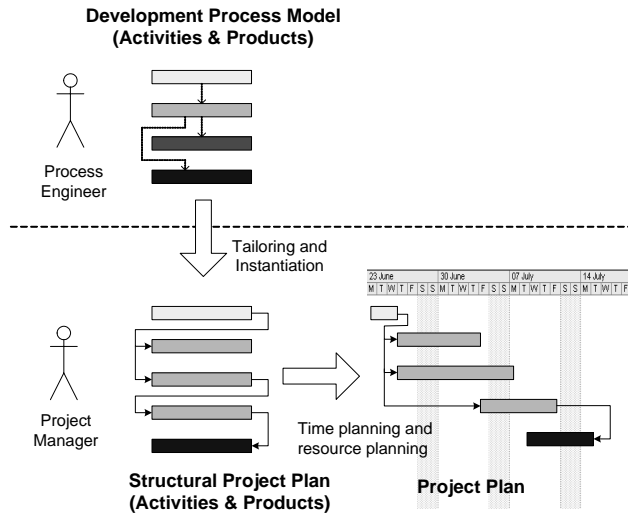 Development Process Model
(Activities & Products)
Process
Engineer
Tailoring and
Instantiation
23 June 30 June 07 July 14 July
M T W T F S S M T W T F S S M T W T F S S M T W T F
Project
Manager
Time planning and
resource planning
Structural Project Plan
(Activities & Products)
Project Plan